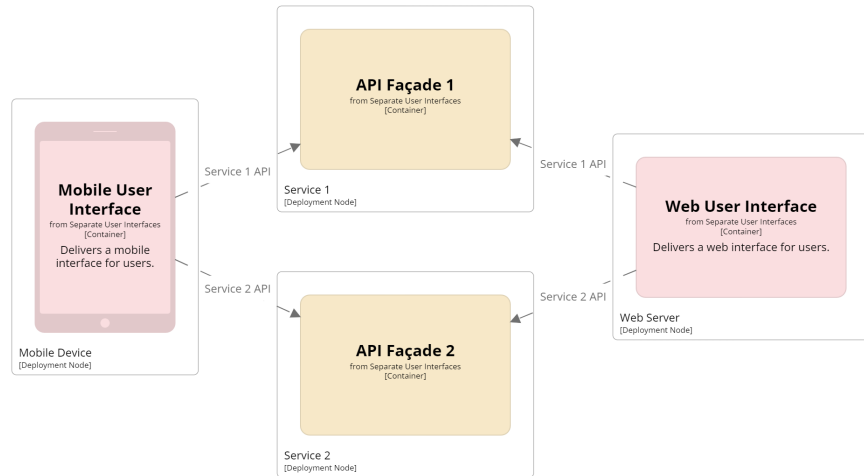 API Façade 1
from Separate User Interfaces
[Container]
Service 1
[Deployment Node]
Mobile User
Interface
from Separate User Interfaces
[Container]
Delivers a mobile
interface for users.
Mobile Device
[Deployment Node]
Service 1 API
Service 1 API
Service 2 API
Service 2 API
Web User Interface
from Separate User Interfaces
[Container]
Delivers a web interface for users.
Web Server
[Deployment Node]
API Façade 2
from Separate User Interfaces
[Container]
Service 2
[Deployment Node]